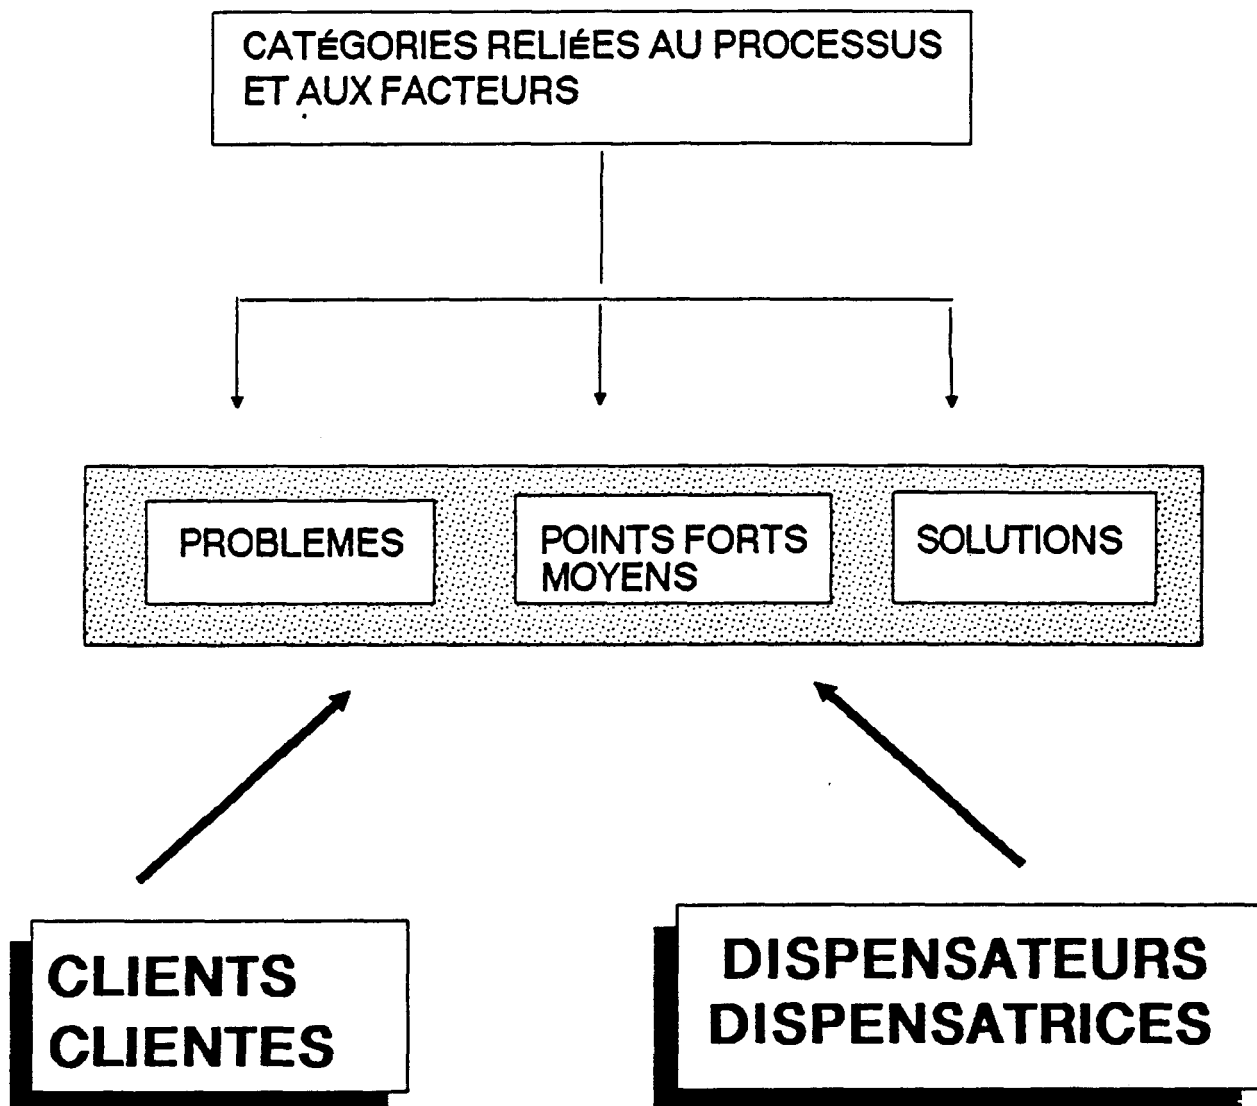 CATÉGORIES RELIÉES AU PROCESSUS
ET AUX FACTEURS
PROBLEMES
POINTS FORTS
MOYENS
SOLUTIONS
CLIENTS
CLIENTES
DISPENSATEURS
DISPENSATRICES